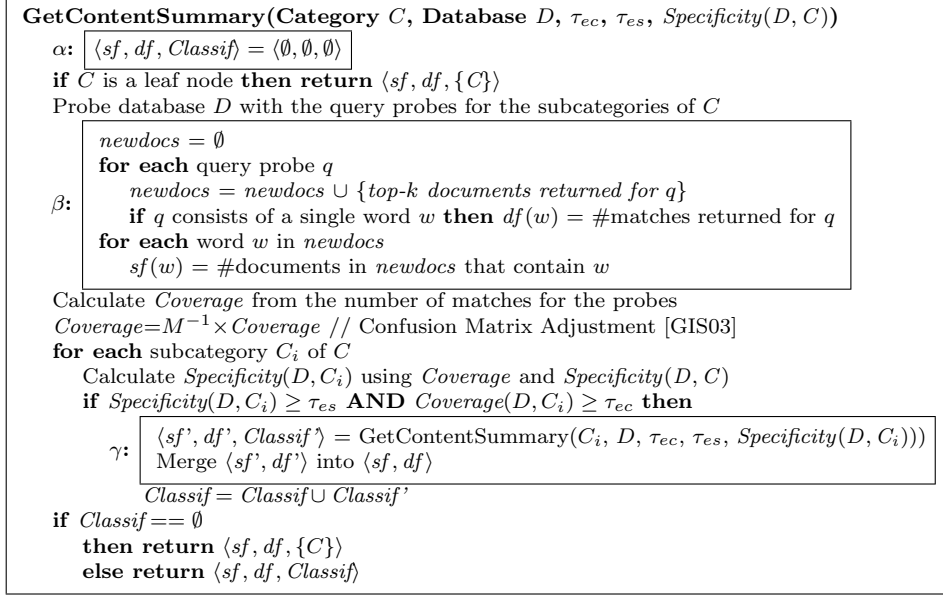 GetContentSummary(Category C, Database D, τec, τes, Specificity(D, C))
α: ⟨sf, df, Classif⟩ = ⟨∅, ∅, ∅⟩
if C is a leaf node then return ⟨sf, df, {C}⟩
Probe database D with the query probes for the subcategories of C
β:
newdocs = ∅
for each query probe q
newdocs = newdocs ∪ {top-k documents returned for q}
if q consists of a single word w then df(w) = #matches returned for q
for each word w in newdocs
sf(w) = #documents in newdocs that contain w
Calculate Coverage from the number of matches for the probes
Coverage=M⁻¹×Coverage // Confusion Matrix Adjustment [GIS03]
for each subcategory Ci of C
Calculate Specificity(D, Ci) using Coverage and Specificity(D, C)
if Specificity(D, Ci) ≥ τes AND Coverage(D, Ci) ≥ τec then
γ:
⟨sf', df', Classif'⟩ = GetContentSummary(Ci, D, τec, τes, Specificity(D, Ci)))
Merge ⟨sf', df'⟩ into ⟨sf, df⟩
Classif = Classif ∪ Classif'
if Classif == ∅
then return ⟨sf, df, {C}⟩
else return ⟨sf, df, Classif⟩